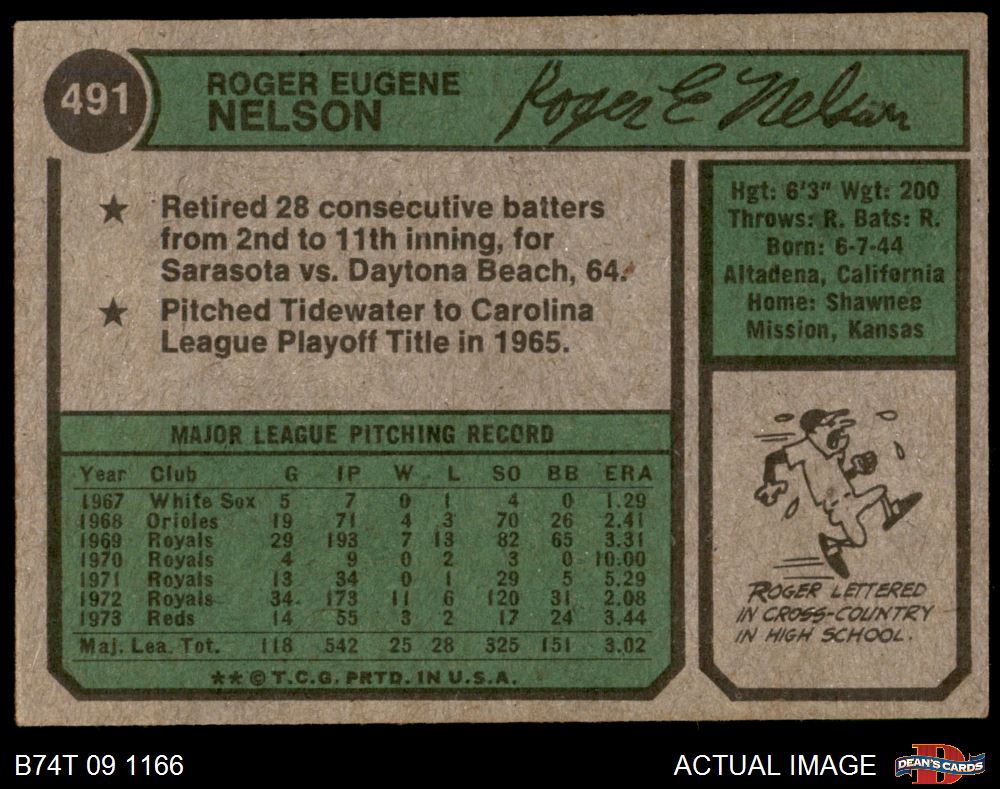 491
ROGER EUGENE
NELSON
Roger E Nelson
★ Retired 28 consecutive batters
from 2nd to 11th inning, for
Sarasota vs. Daytona Beach, 64.
★ Pitched Tidewater to Carolina
League Playoff Title in 1965.
Hgt: 6'3" Wgt: 200
Throws: R. Bats: R.
Born: 6-7-44
Altadena, California
Home: Shawnee
Mission, Kansas
MAJOR LEAGUE PITCHING RECORD
Year Club G IP W L SO BB ERA
1967 White Sox 5 7 0 1 4 0 1.29
1968 Orioles 19 71 4 3 70 26 2.41
1969 Royals 29 193 7 13 82 65 3.31
1970 Royals 4 9 0 2 3 0 10.00
1971 Royals 13 34 0 1 29 5 5.29
1972 Royals 34 173 11 6 120 31 2.08
1973 Reds 14 55 3 2 17 24 3.44
Maj. Lea. Tot. 118 542 25 28 325 151 3.02
** © T.C.G. PRTD. IN U.S.A.
ROGER LETTERED
IN CROSS-COUNTRY
IN HIGH SCHOOL.
B74T 09 1166
ACTUAL IMAGE
D
DEAN'S CARDS